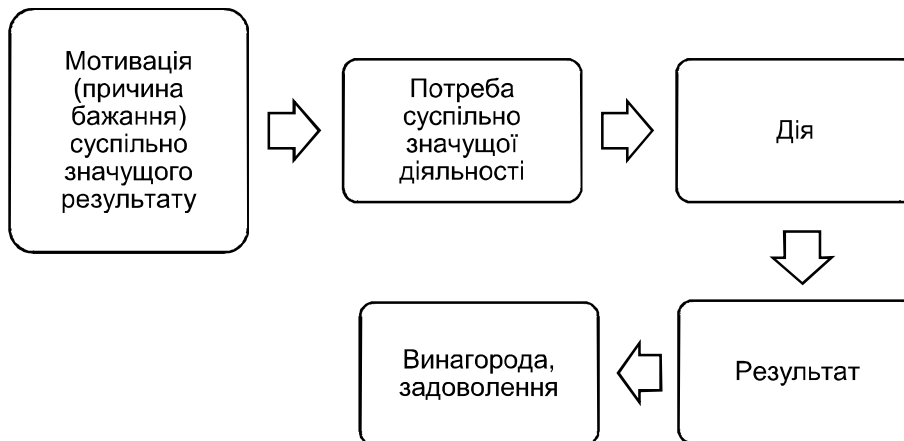 Мотивація
(причина
бажання)
суспільно
значущого
результату
Потреба
суспільно
значущої
діяльності
Дія
Результат
Винагорода,
задоволення